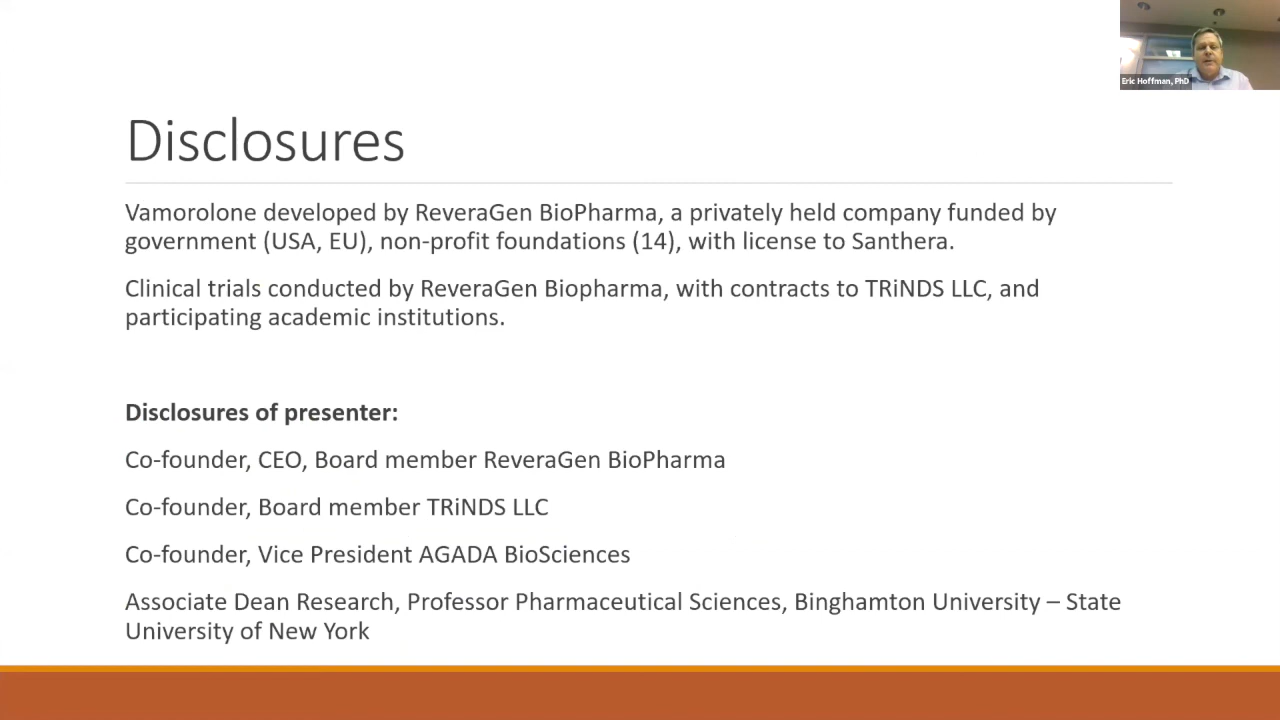 Eric Hoffman, PhD
Disclosures
Vamorolone developed by ReveraGen BioPharma, a privately held company funded by
government (USA, EU), non-profit foundations (14), with license to Santhera.
Clinical trials conducted by ReveraGen Biopharma, with contracts to TRiNDS LLC, and
participating academic institutions.
Disclosures of presenter:
Co-founder, CEO, Board member ReveraGen BioPharma
Co-founder, Board member TRiNDS LLC
Co-founder, Vice President AGADA BioSciences
Associate Dean Research, Professor Pharmaceutical Sciences, Binghamton University – State
University of New York